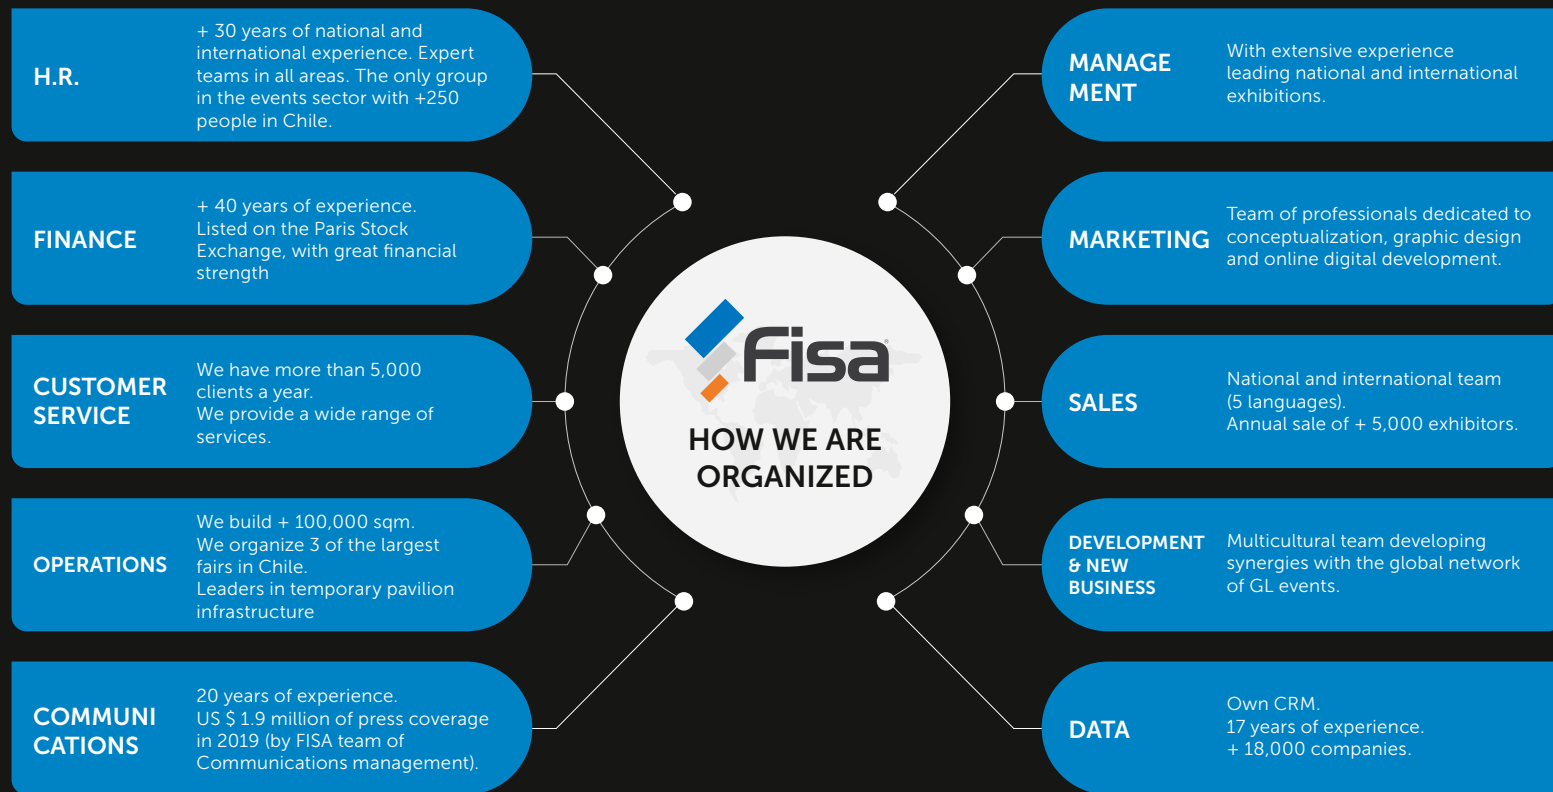 H.R.
+ 30 years of national and
international experience. Expert
teams in all areas. The only group
in the events sector with +250
people in Chile.
FINANCE
+ 40 years of experience.
Listed on the Paris Stock
Exchange, with great financial
strength
CUSTOMER
SERVICE
We have more than 5,000
clients a year.
We provide a wide range of
services.
OPERATIONS
We build + 100,000 sqm.
We organize 3 of the largest
fairs in Chile.
Leaders in temporary pavilion
infrastructure
COMMUNI
CATIONS
20 years of experience.
US $ 1.9 million of press coverage
in 2019 (by FISA team of
Communications management).
Fisa®
HOW WE ARE
ORGANIZED
MANAGE
MENT
With extensive experience
leading national and international
exhibitions.
MARKETING
Team of professionals dedicated to
conceptualization, graphic design
and online digital development.
SALES
National and international team
(5 languages).
Annual sale of + 5,000 exhibitors.
DEVELOPMENT
& NEW
BUSINESS
Multicultural team developing
synergies with the global network
of GL events.
DATA
Own CRM.
17 years of experience.
+ 18,000 companies.